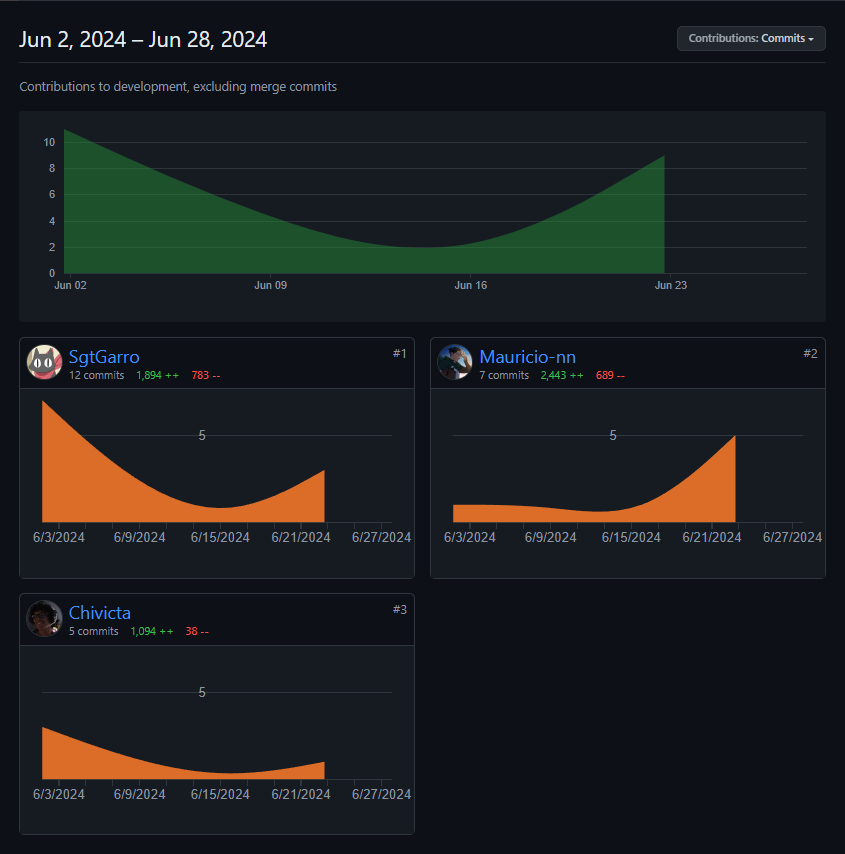 Jun 2, 2024 – Jun 28, 2024
Contributions: Commits
Contributions to development, excluding merge commits
10
8
6
4
2
0
Jun 02 Jun 09 Jun 16 Jun 23
SgtGarro #1
12 commits 1,894 ++ 783 --
5
6/3/2024 6/9/2024 6/15/2024 6/21/2024 6/27/2024
Mauricio-nn #2
7 commits 2,443 ++ 689 --
5
6/3/2024 6/9/2024 6/15/2024 6/21/2024 6/27/2024
Chivicta #3
5 commits 1,094 ++ 38 --
5
6/3/2024 6/9/2024 6/15/2024 6/21/2024 6/27/2024